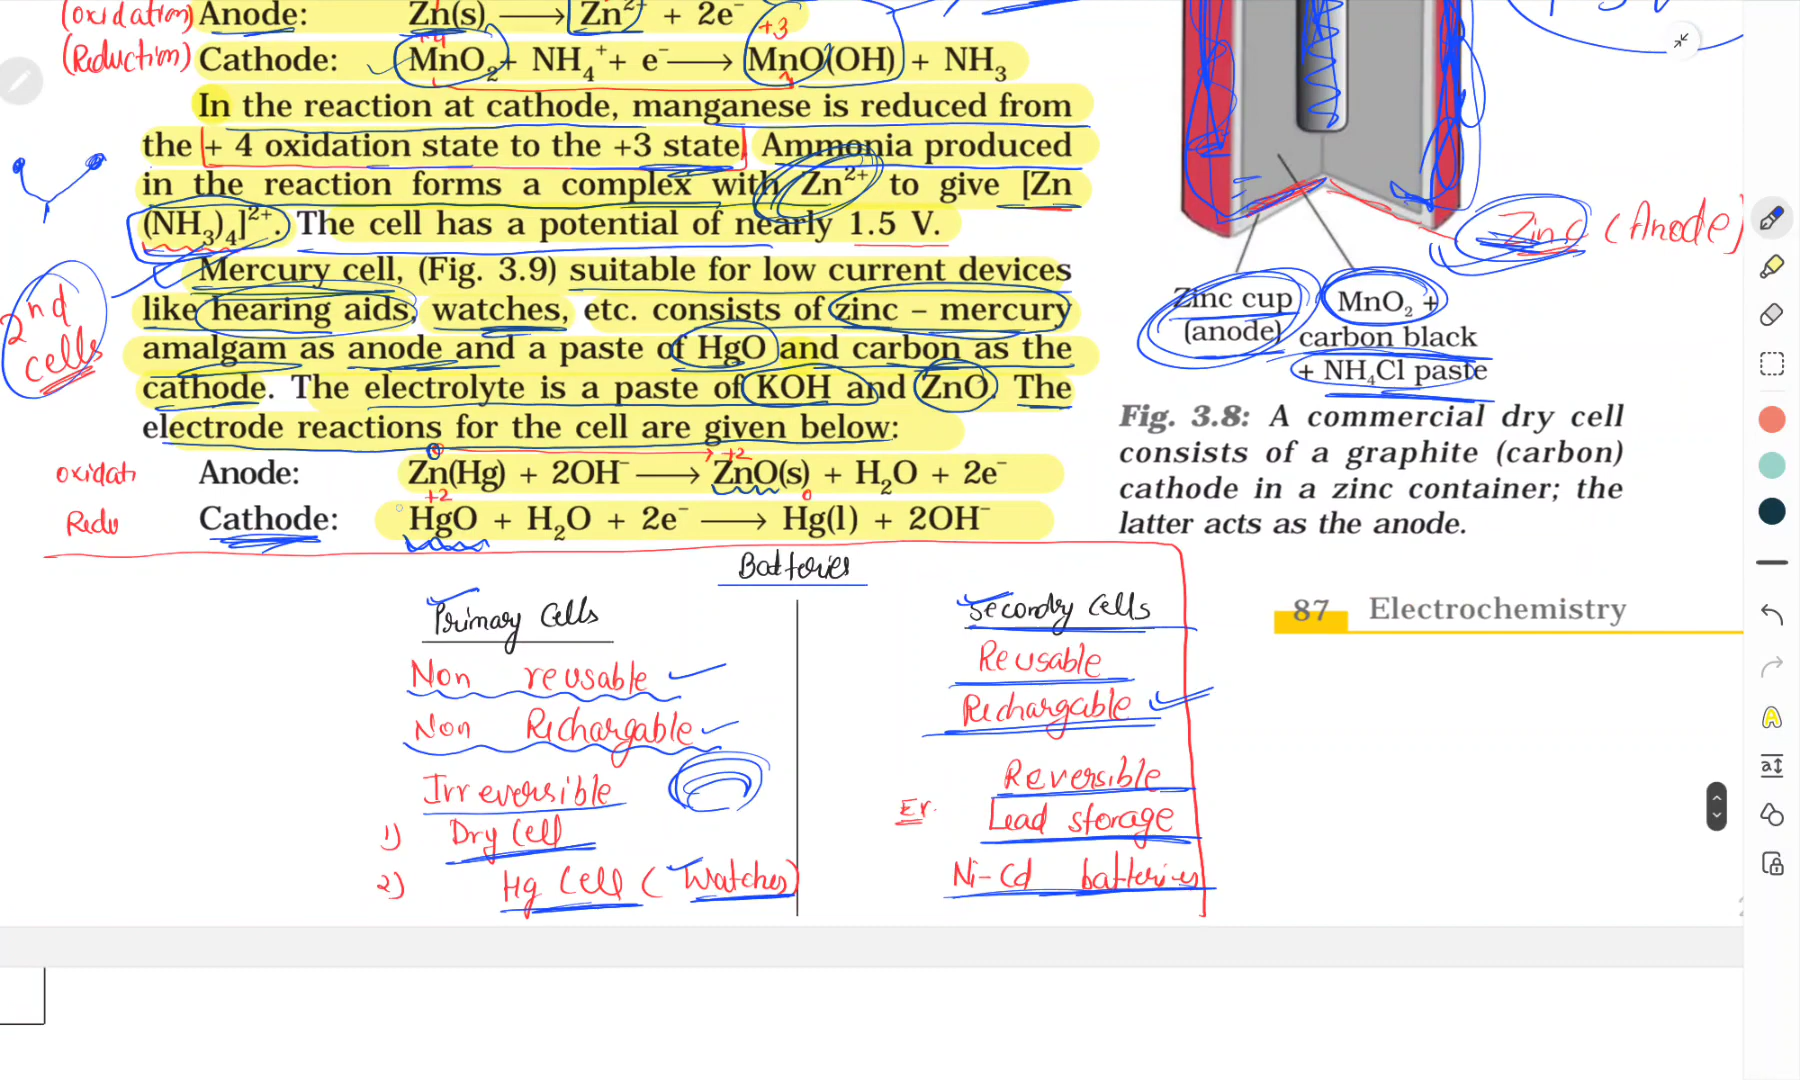 (oxidation) Anode: Zn(s) ⟶ Zn²⁺ + 2e⁻
+4 +3
(Reduction) Cathode: MnO₂ + NH₄⁺ + e⁻ ⟶ MnO(OH) + NH₃
In the reaction at cathode, manganese is reduced from
the + 4 oxidation state to the +3 state. Ammonia produced
in the reaction forms a complex with Zn²⁺ to give [Zn
(NH₃)₄]²⁺. The cell has a potential of nearly 1.5 V.
Mercury cell, (Fig. 3.9) suitable for low current devices
like hearing aids, watches, etc. consists of zinc – mercury
amalgam as anode and a paste of HgO and carbon as the
cathode. The electrolyte is a paste of KOH and ZnO. The
electrode reactions for the cell are given below:
2nd
cells
0 +2
oxidati Anode: Zn(Hg) + 2OH⁻ ⟶ ZnO(s) + H₂O + 2e⁻
+2 0
Redu Cathode: HgO + H₂O + 2e⁻ ⟶ Hg(l) + 2OH⁻
Zinc (Anode)
Zinc cup
(anode)
MnO₂ +
carbon black
+ NH₄Cl paste
Fig. 3.8: A commercial dry cell
consists of a graphite (carbon)
cathode in a zinc container; the
latter acts as the anode.
87 Electrochemistry
Batteries
Primary Cells
Non reusable
Non Rechargable
Irreversible
1) Dry Cell
2) Hg Cell ( Watches)
Secondry Cells
Reusable
Rechargable
Reversible
Ex. Lead storage
Ni-Cd batteries